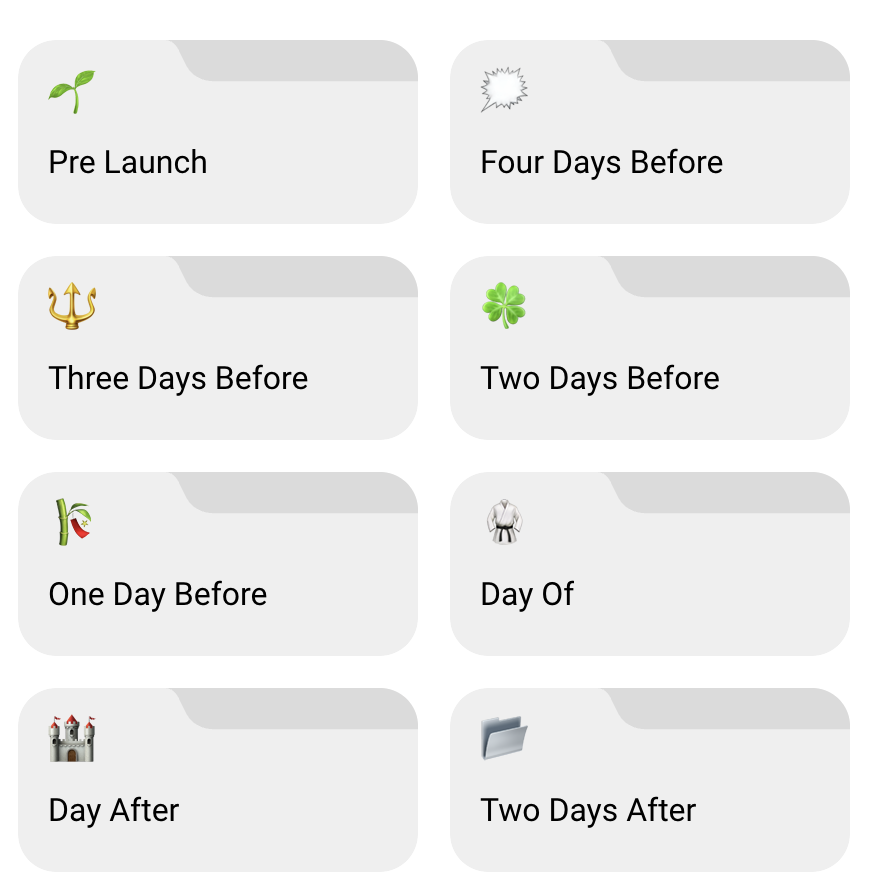 Pre Launch
Four Days Before
Three Days Before
Two Days Before
One Day Before
Day Of
Day After
Two Days After